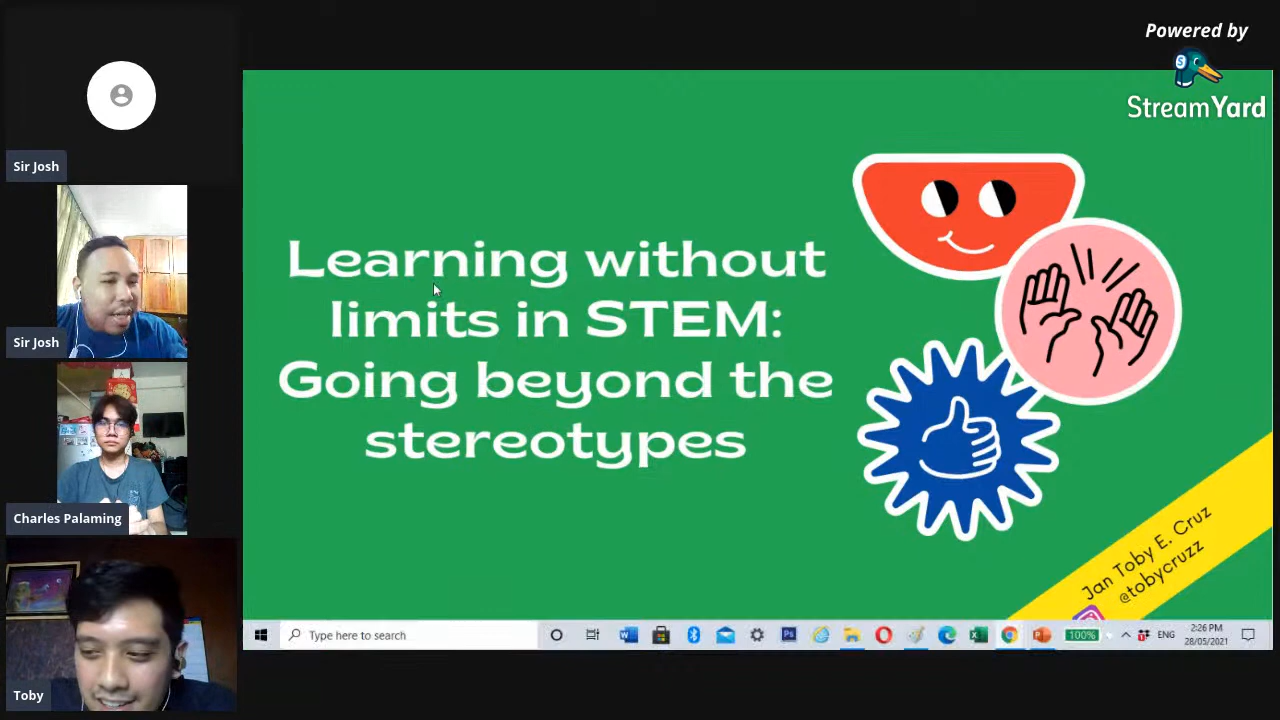 Powered by
StreamYard
Sir Josh
Sir Josh
Charles Palaming
Toby
Learning without
limits in STEM:
Going beyond the
stereotypes
Jan Toby E. Cruz
@tobycruzz
Type here to search
100%
ENG
2:26 PM
28/05/2021